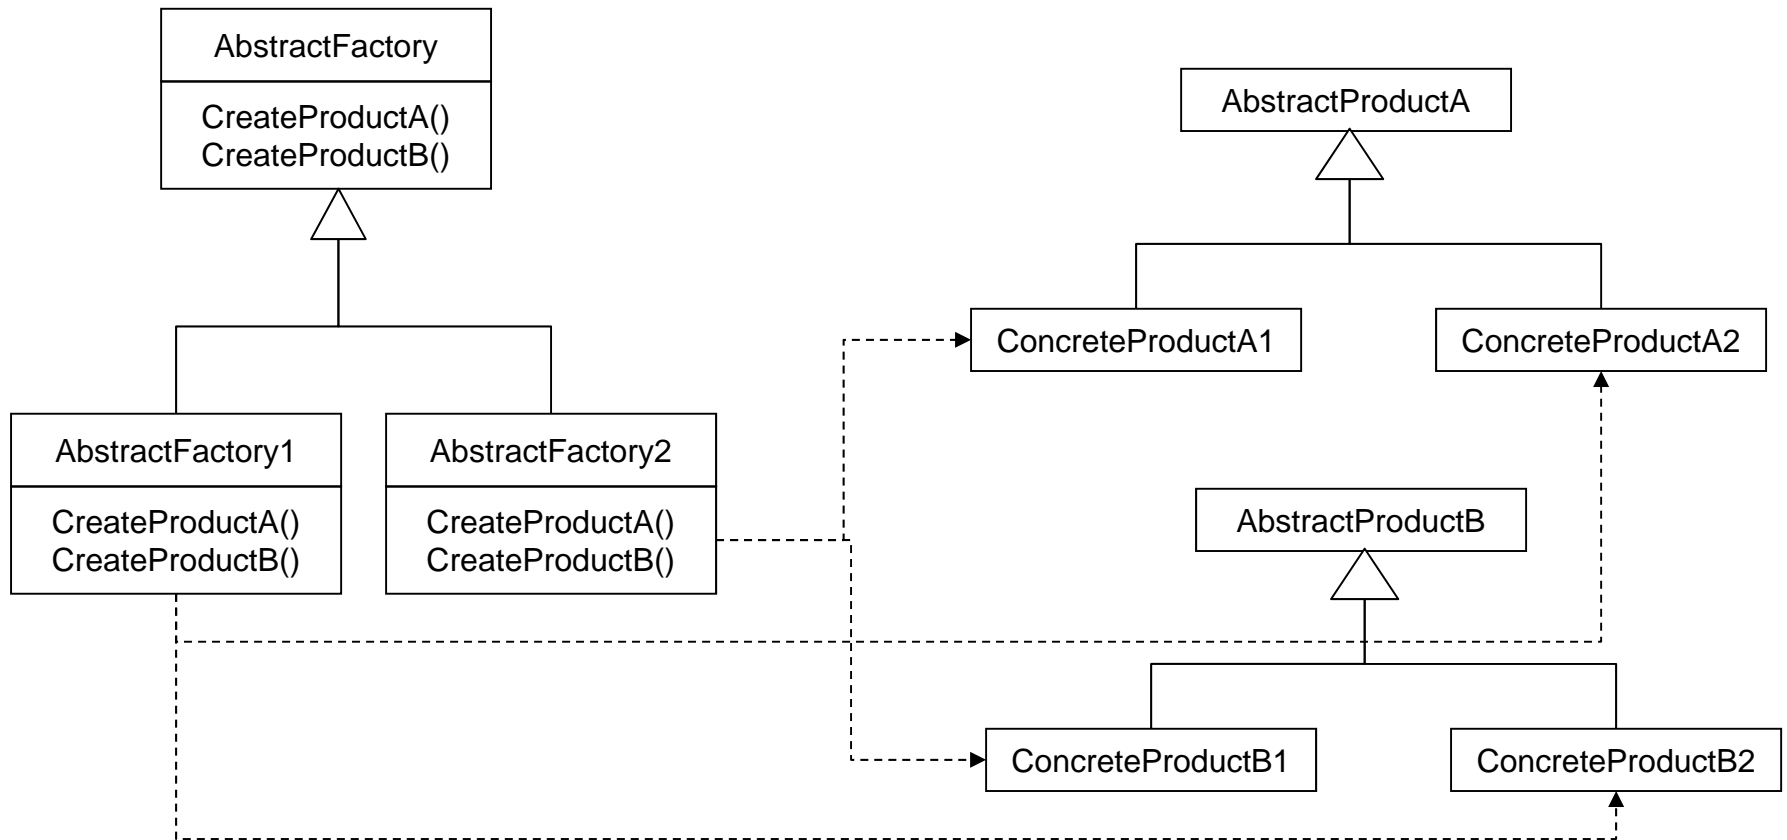 AbstractFactory
CreateProductA()
CreateProductB()
AbstractProductA
ConcreteProductA1
ConcreteProductA2
AbstractFactory1
CreateProductA()
CreateProductB()
AbstractFactory2
CreateProductA()
CreateProductB()
AbstractProductB
ConcreteProductB1
ConcreteProductB2